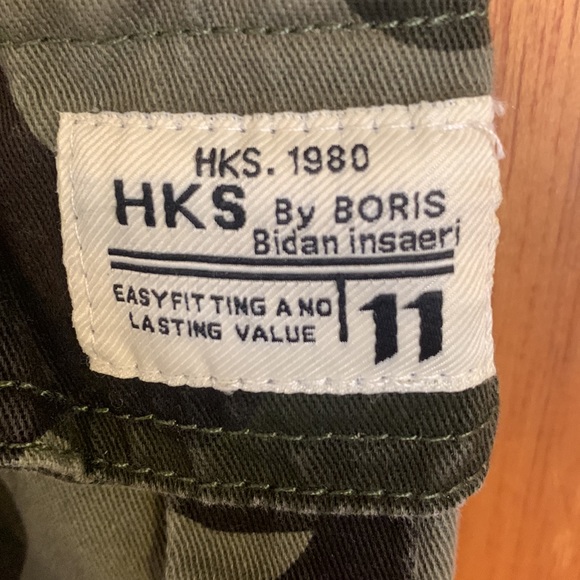 HKS. 1980
HKS By BORIS
Bidan insaeri
EASYFITTING A NO
LASTING VALUE
11